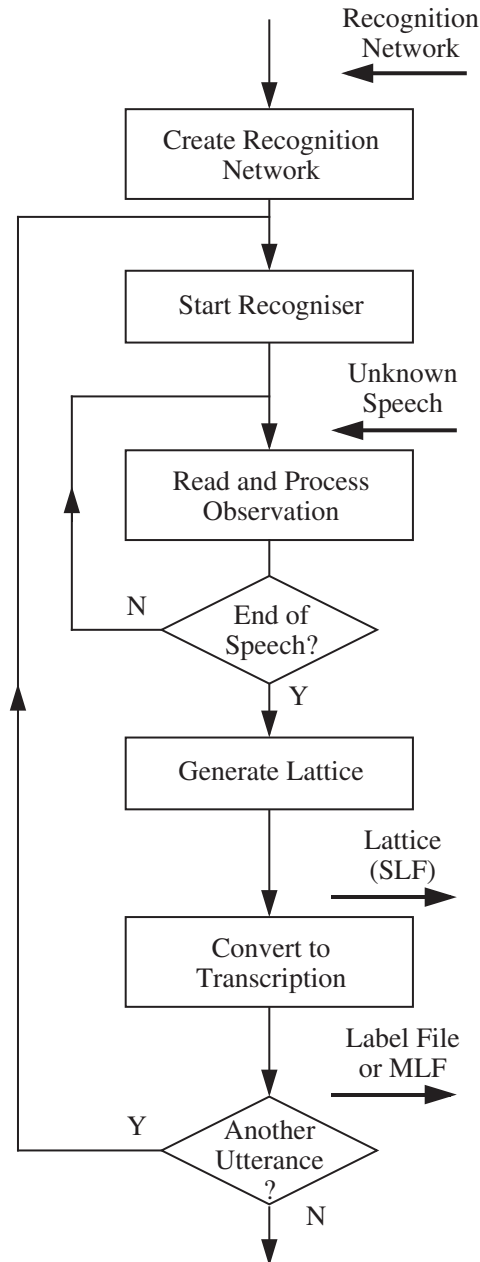 Recognition
Network
Create Recognition
Network
Start Recogniser
Unknown
Speech
Read and Process
Observation
N
End of
Speech?
Y
Generate Lattice
Lattice
(SLF)
Convert to
Transcription
Label File
or MLF
Y
Another
Utterance
?
N